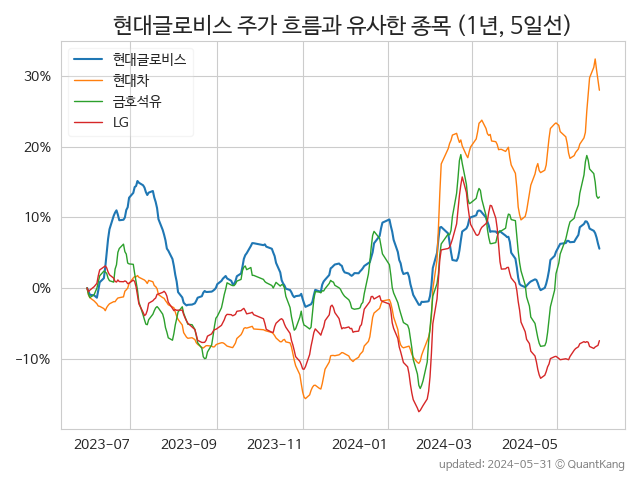 현대글로비스 주가 흐름과 유사한 종목 (1년, 5일선)
현대글로비스
현대차
금호석유
LG
30%
20%
10%
0%
−10%
2023-07 2023-09 2023-11 2024-01 2024-03 2024-05
updated: 2024-05-31 © QuantKang